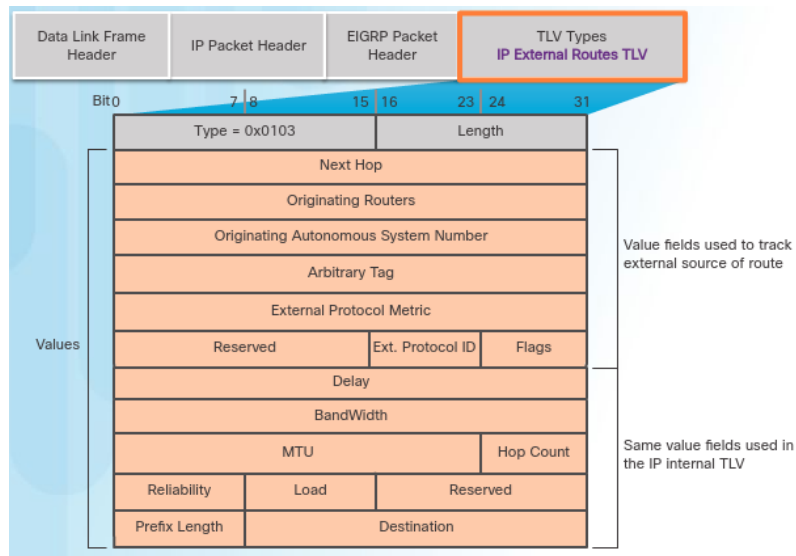 Data Link Frame Header
IP Packet Header
EIGRP Packet Header
TLV Types
IP External Routes TLV
Bit 0 7 8 15 16 23 24 31
Type = 0x0103 Length
Next Hop
Originating Routers
Originating Autonomous System Number
Arbitrary Tag
External Protocol Metric
Reserved Ext. Protocol ID Flags
Value fields used to track
external source of route
Values
Delay
BandWidth
MTU Hop Count
Reliability Load Reserved
Prefix Length Destination
Same value fields used in
the IP internal TLV